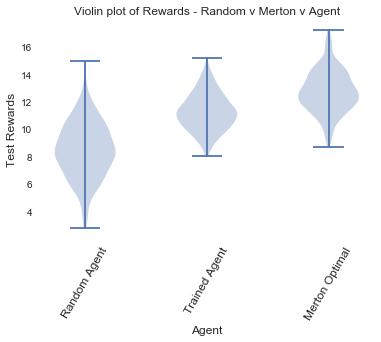 Violin plot of Rewards - Random v Merton v Agent
Test Rewards
16
14
12
10
8
6
4
Random Agent
Trained Agent
Merton Optimal
Agent